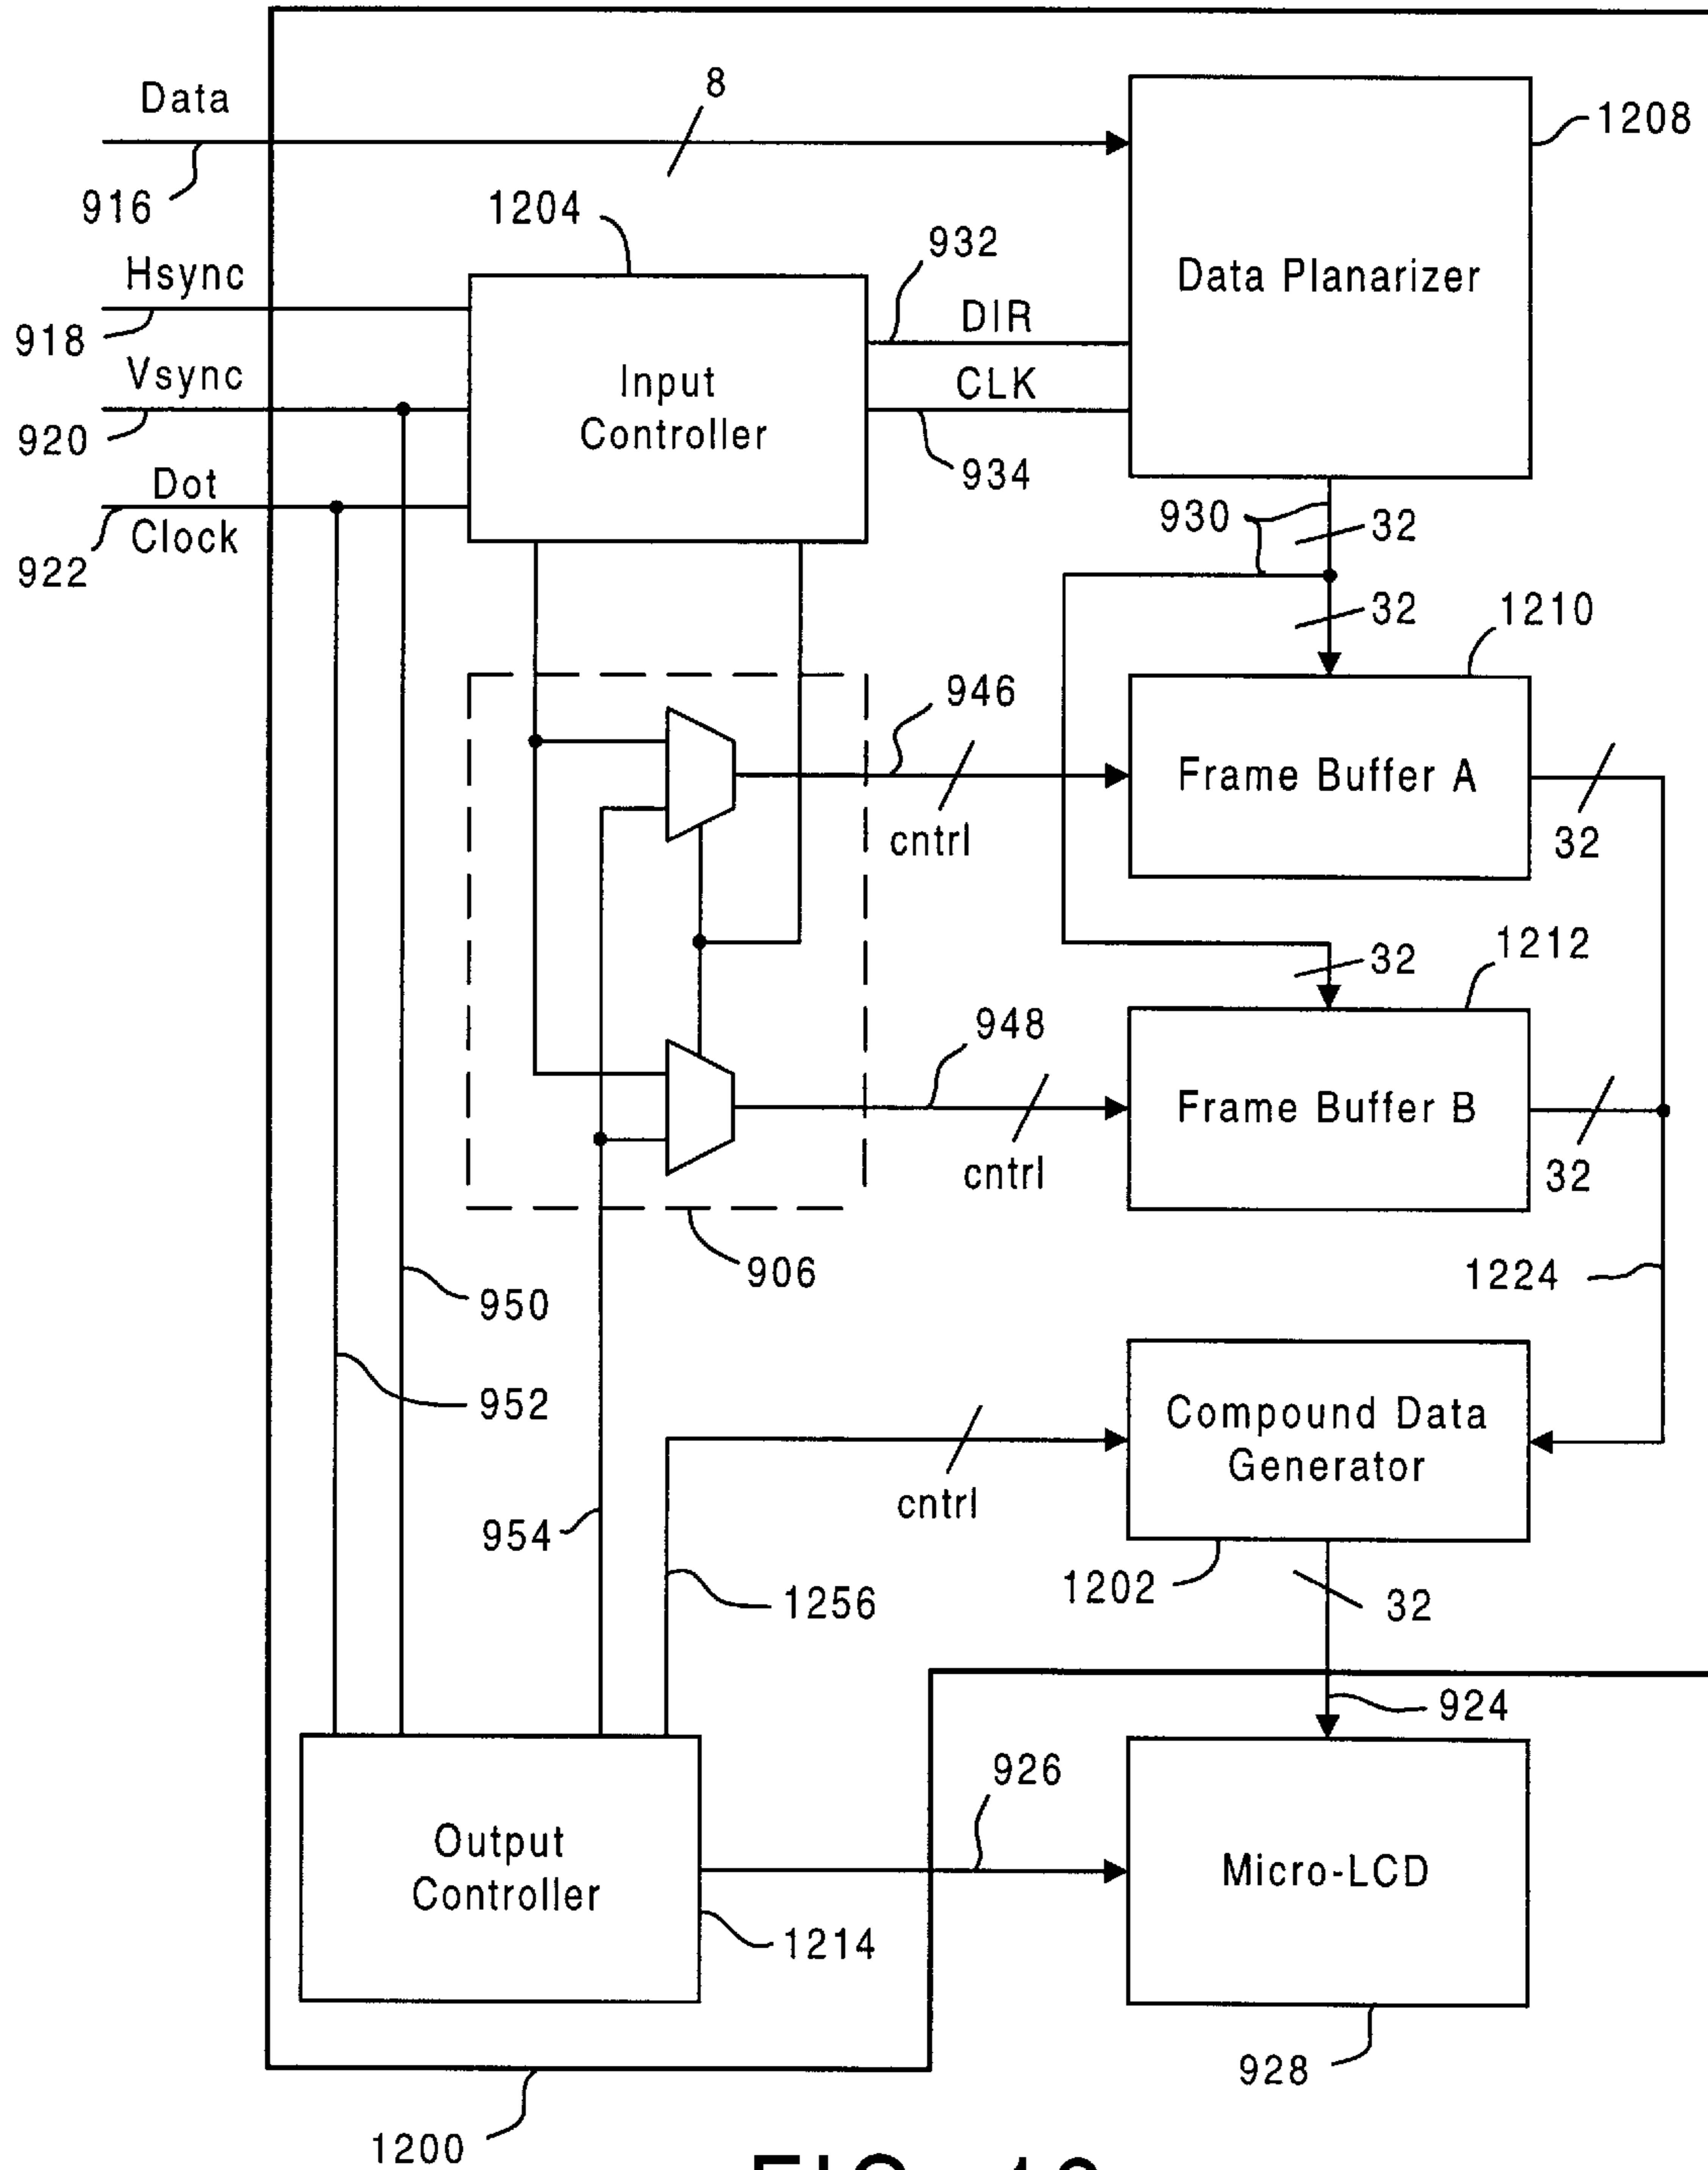 Data
8
1208
916
1204
932
Hsync
Data Planarizer
DIR
918
Vsync
Input
Controller
CLK
920
934
Dot
Clock
930
32
922
32
1210
946
Frame Buffer A
cntrl
32
1212
32
948
Frame Buffer B
cntrl
32
906
1224
950
952
Compound Data
Generator
cntrl
954
1256
1202
32
924
926
Output
Controller
Micro-LCD
1214
928
1200